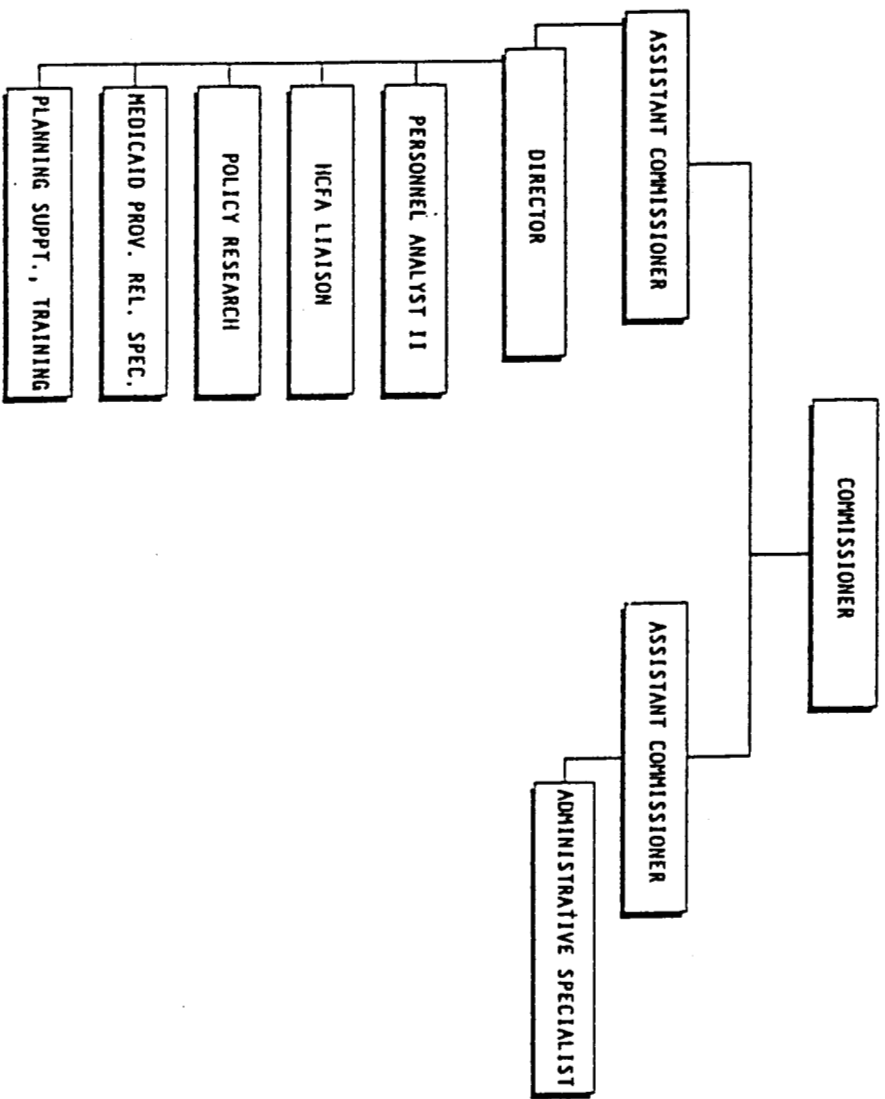 COMMISSIONER
ASSISTANT COMMISSIONER
ASSISTANT COMMISSIONER
DIRECTOR
ADMINISTRATIVE SPECIALIST
PERSONNEL ANALYST II
HCFA LIAISON
POLICY RESEARCH
MEDICAID PROV. REL. SPEC.
PLANNING SUPPT., TRAINING